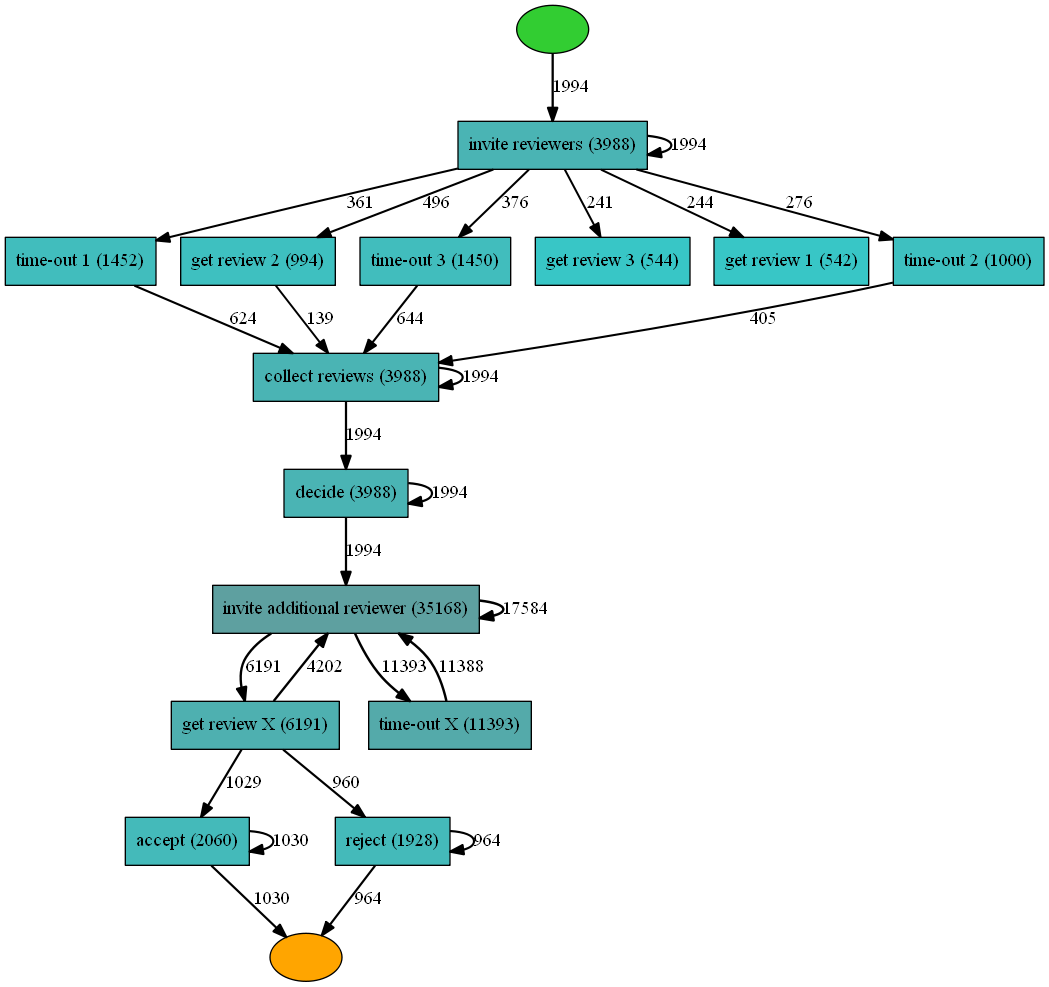 1994
invite reviewers (3988)
1994
361
496
376
241
244
276
time-out 1 (1452)
get review 2 (994)
time-out 3 (1450)
get review 3 (544)
get review 1 (542)
time-out 2 (1000)
624
139
644
405
collect reviews (3988)
1994
1994
decide (3988)
1994
1994
invite additional reviewer (35168)
17584
6191
4202
11393
11388
get review X (6191)
time-out X (11393)
1029
960
accept (2060)
1030
reject (1928)
964
1030
964